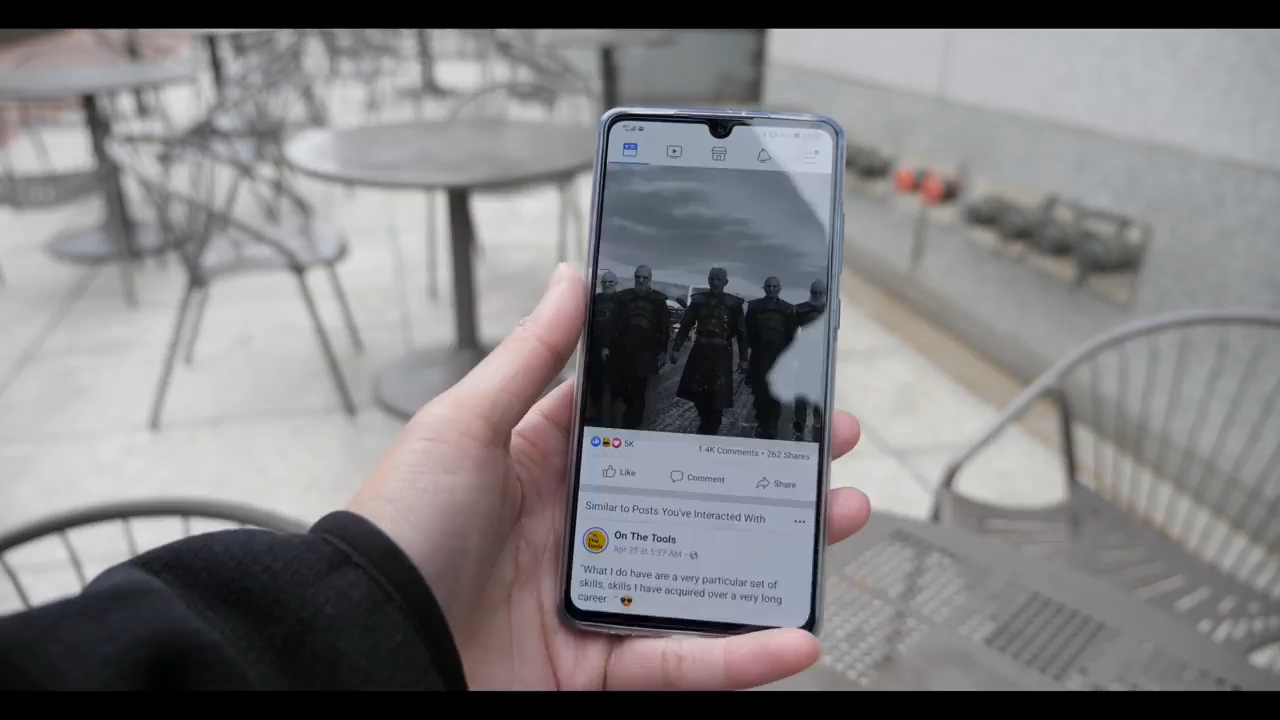 5K
1.4K Comments • 262 Shares
Like
Comment
Share
Similar to Posts You've Interacted With
On The Tools
Apr 25 at 5:37 AM
"What I do have are a very particular set of
skills, skills I have acquired over a very long
career. "